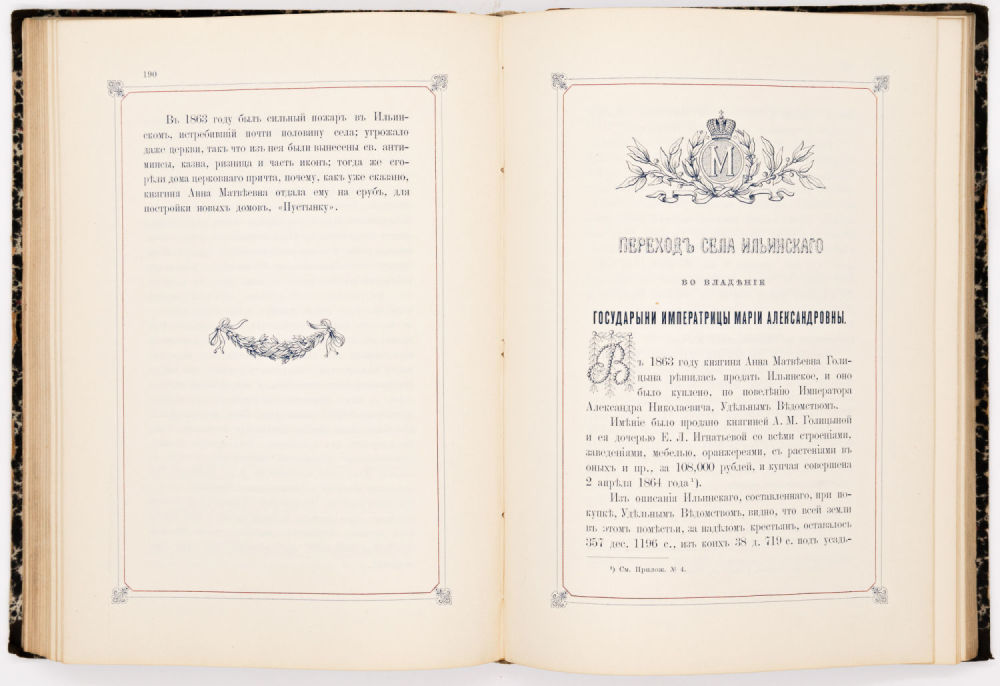 190
Въ 1863 году былъ сильный пожаръ въ Ильин-
скомъ, истребившій почти половину села; угрожало
даже церкви, такъ что изъ нея были вынесены св. анти-
минсы, казна, ризница и часть иконъ; тогда же сго-
рѣли дома церковнаго причта, почему, какъ уже сказано,
княгиня Анна Матвѣевна отдала ему на срубъ, для
постройки новыхъ домовъ, «Пустынку».
М
ПЕРЕХОДЪ СЕЛА ИЛЬИНСКАГО
ВО ВЛАДѢНІЕ
ГОСУДАРЫНИ ИМПЕРАТРИЦЫ МАРІИ АЛЕКСАНДРОВНЫ.
Въ 1863 году княгиня Анна Матвѣевна Голи-
цына рѣшилась продать Ильинское, и оно
было куплено, по повелѣнію Императора
Александра Николаевича, Удѣльнымъ Вѣдомствомъ.
Имѣніе было продано княгиней А. М. Голицыной
и ея дочерью Е. Л. Игнатьевой со всѣми строеніями,
заведеніями, мебелью, оранжереями, съ растеніями въ
оныхъ и пр., за 108,000 рублей, и купчая совершена
2 апрѣля 1864 года¹).
Изъ описанія Ильинскаго, составленнаго, при по-
купкѣ, Удѣльнымъ Вѣдомствомъ, видно, что всей земли
въ этомъ помѣстьи, за надѣломъ крестьянъ, оставалось
357 дес. 1196 с., изъ коихъ 38 д. 719 с. подъ усадь-
¹) См. Прилож. № 4.